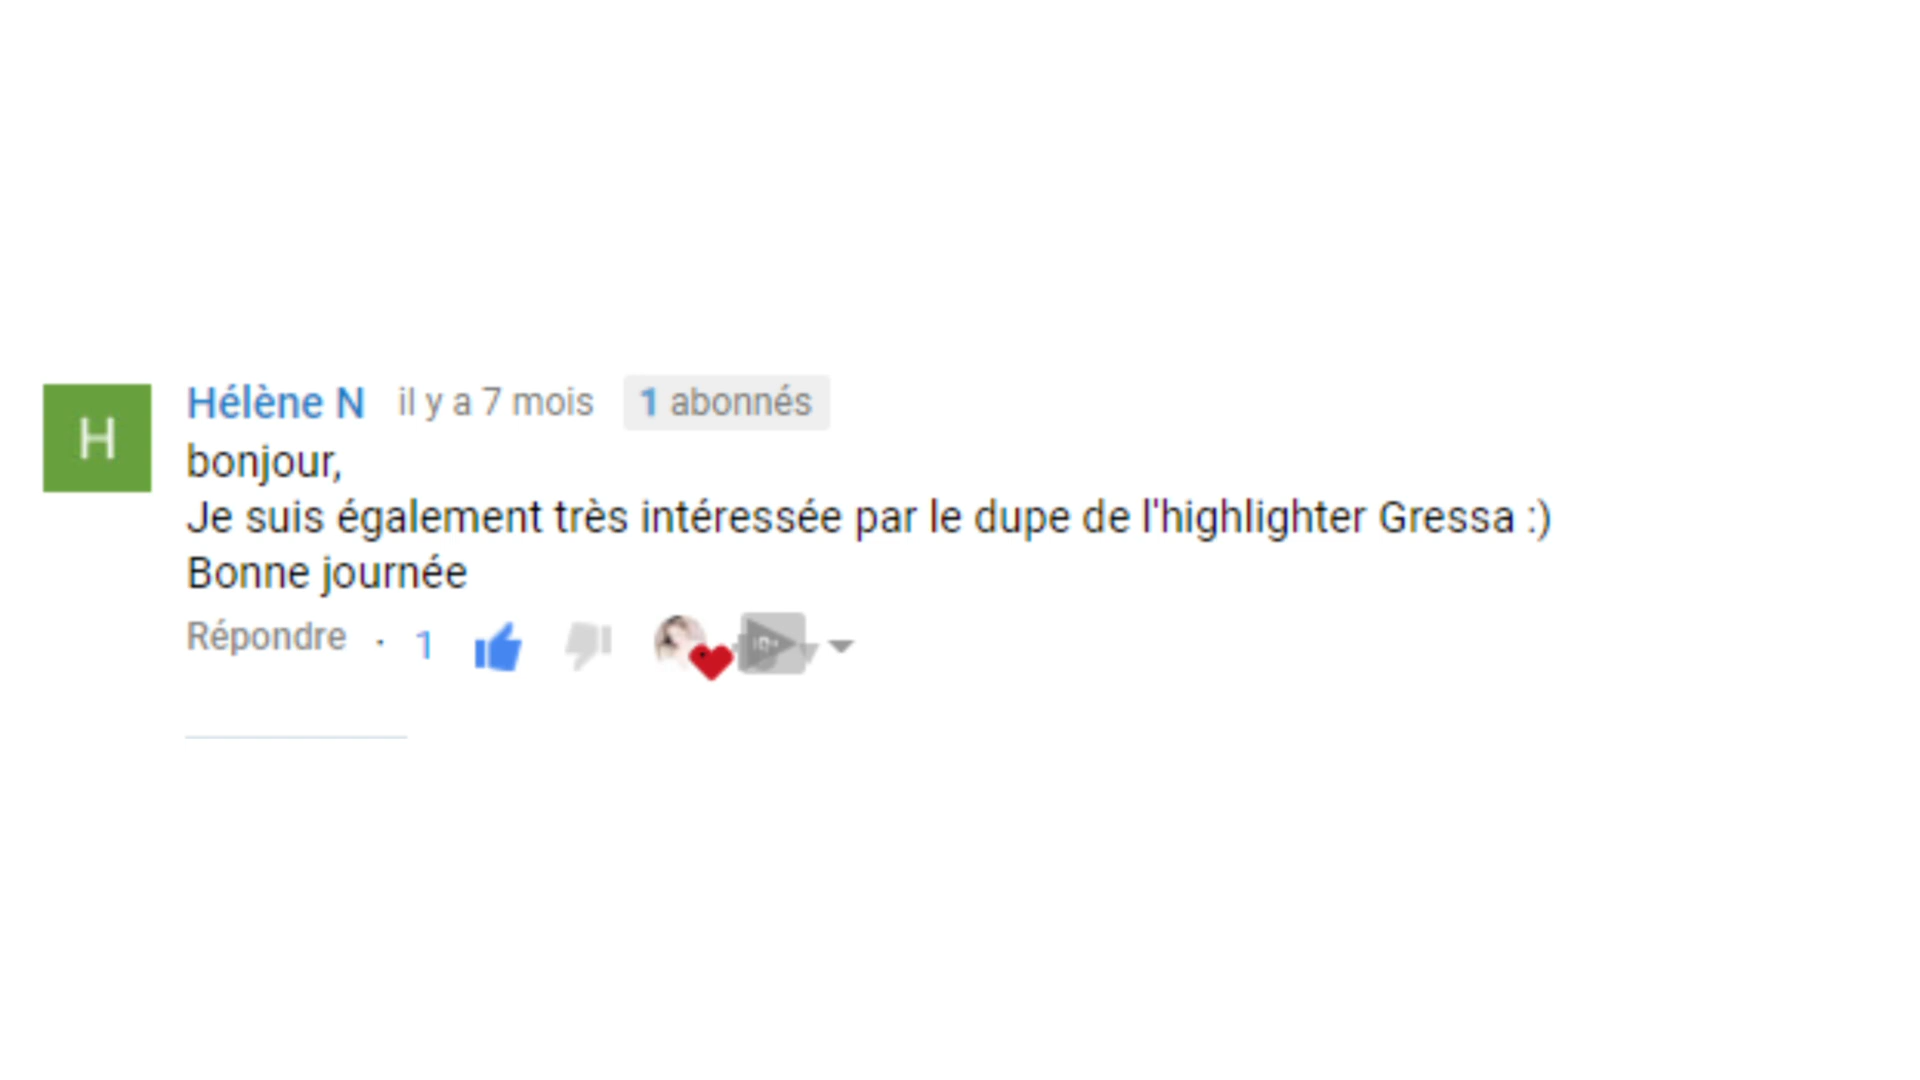 H
Hélène N il y a 7 mois 1 abonnés
bonjour,
Je suis également très intéressée par le dupe de l'highlighter Gressa :)
Bonne journée
Répondre · 1